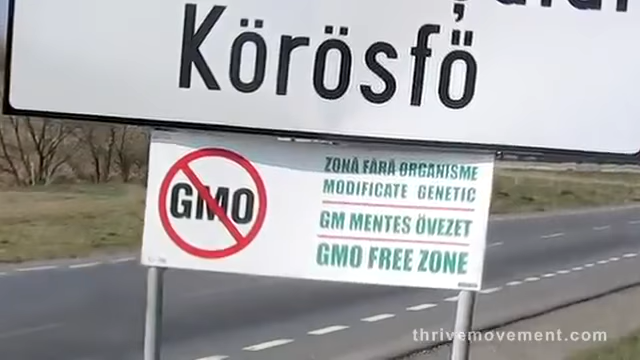 Körösfő
GMO
ZONĂ FĂRĂ ORGANISME
MODIFICATE GENETIC
GM MENTES ÖVEZET
GMO FREE ZONE
thrivemovement.com